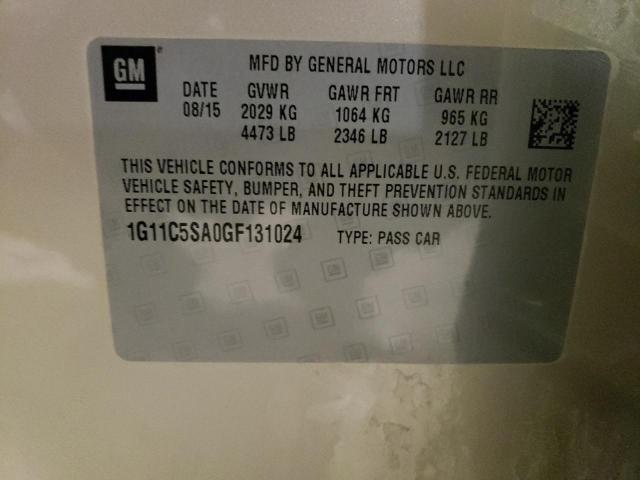 GM
MFD BY GENERAL MOTORS LLC
DATE GVWR GAWR FRT GAWR RR
08/15 2029 KG 1064 KG 965 KG
4473 LB 2346 LB 2127 LB
THIS VEHICLE CONFORMS TO ALL APPLICABLE U.S. FEDERAL MOTOR
VEHICLE SAFETY, BUMPER, AND THEFT PREVENTION STANDARDS IN
EFFECT ON THE DATE OF MANUFACTURE SHOWN ABOVE.
1G11C5SA0GF131024 TYPE: PASS CAR